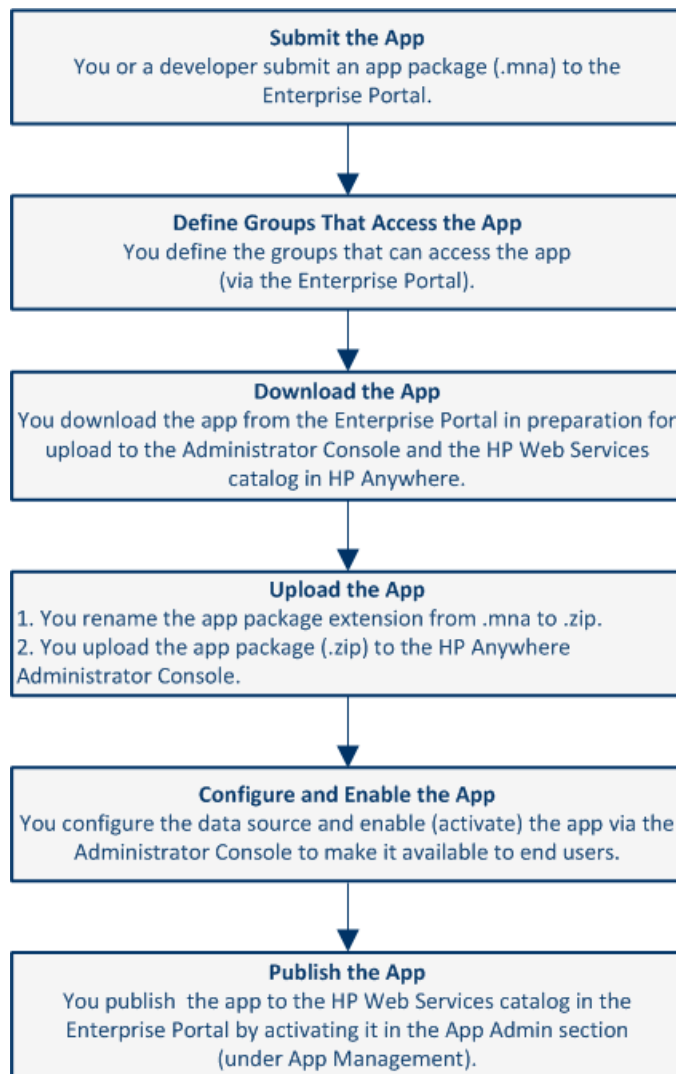 Submit the App
You or a developer submit an app package (.mna) to the
Enterprise Portal.
Define Groups That Access the App
You define the groups that can access the app
(via the Enterprise Portal).
Download the App
You download the app from the Enterprise Portal in preparation for
upload to the Administrator Console and the HP Web Services
catalog in HP Anywhere.
Upload the App
1. You rename the app package extension from .mna to .zip.
2. You upload the app package (.zip) to the HP Anywhere
Administrator Console.
Configure and Enable the App
You configure the data source and enable (activate) the app via the
Administrator Console to make it available to end users.
Publish the App
You publish the app to the HP Web Services catalog in the
Enterprise Portal by activating it in the App Admin section
(under App Management).